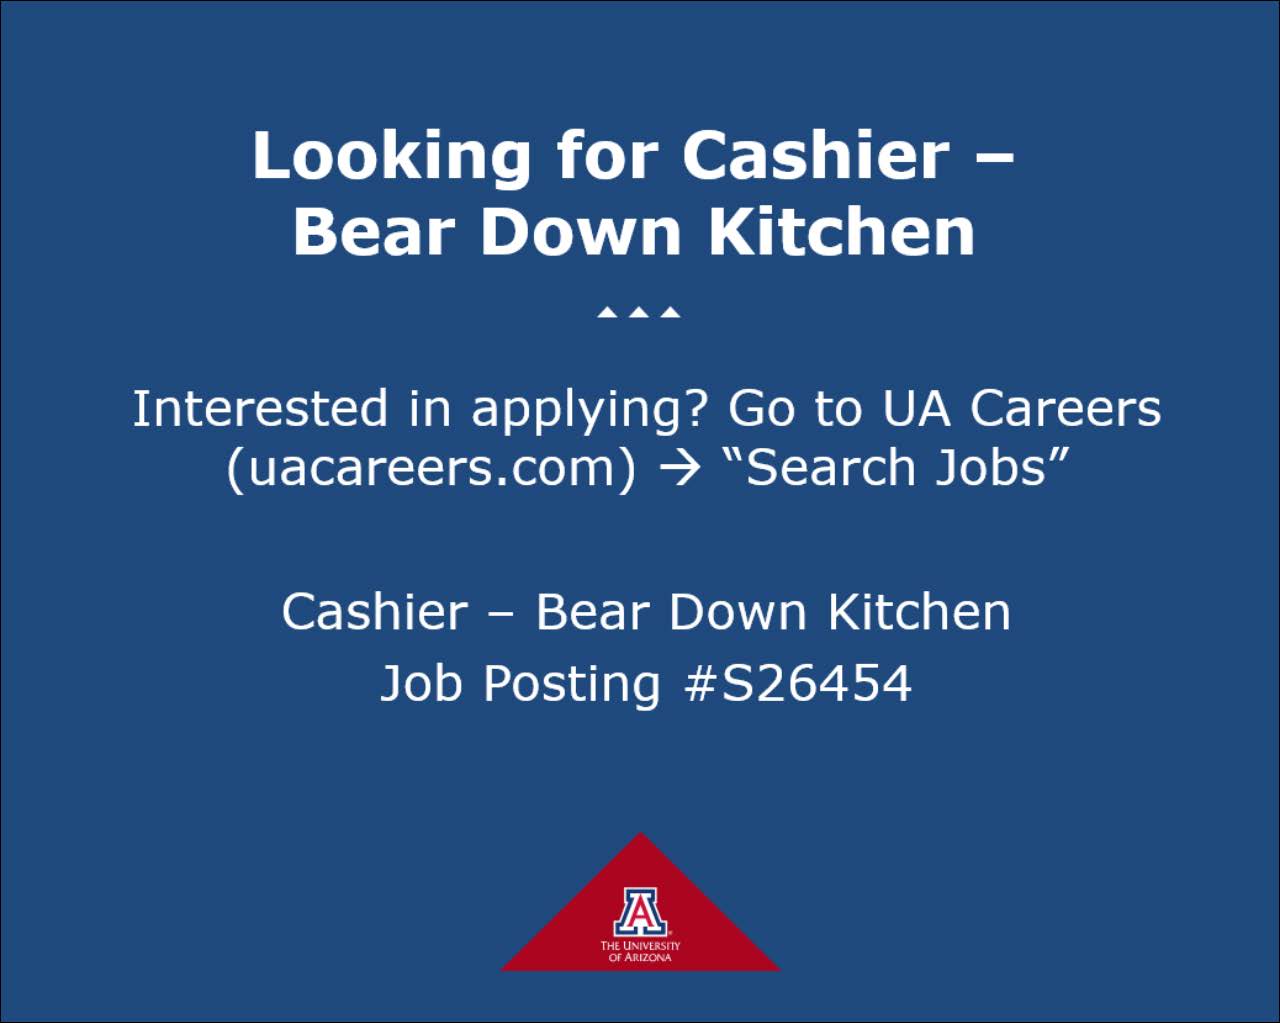 Looking for Cashier –
Bear Down Kitchen
Interested in applying? Go to UA Careers
(uacareers.com) → “Search Jobs”
Cashier – Bear Down Kitchen
Job Posting #S26454
A
THE UNIVERSITY
OF ARIZONA